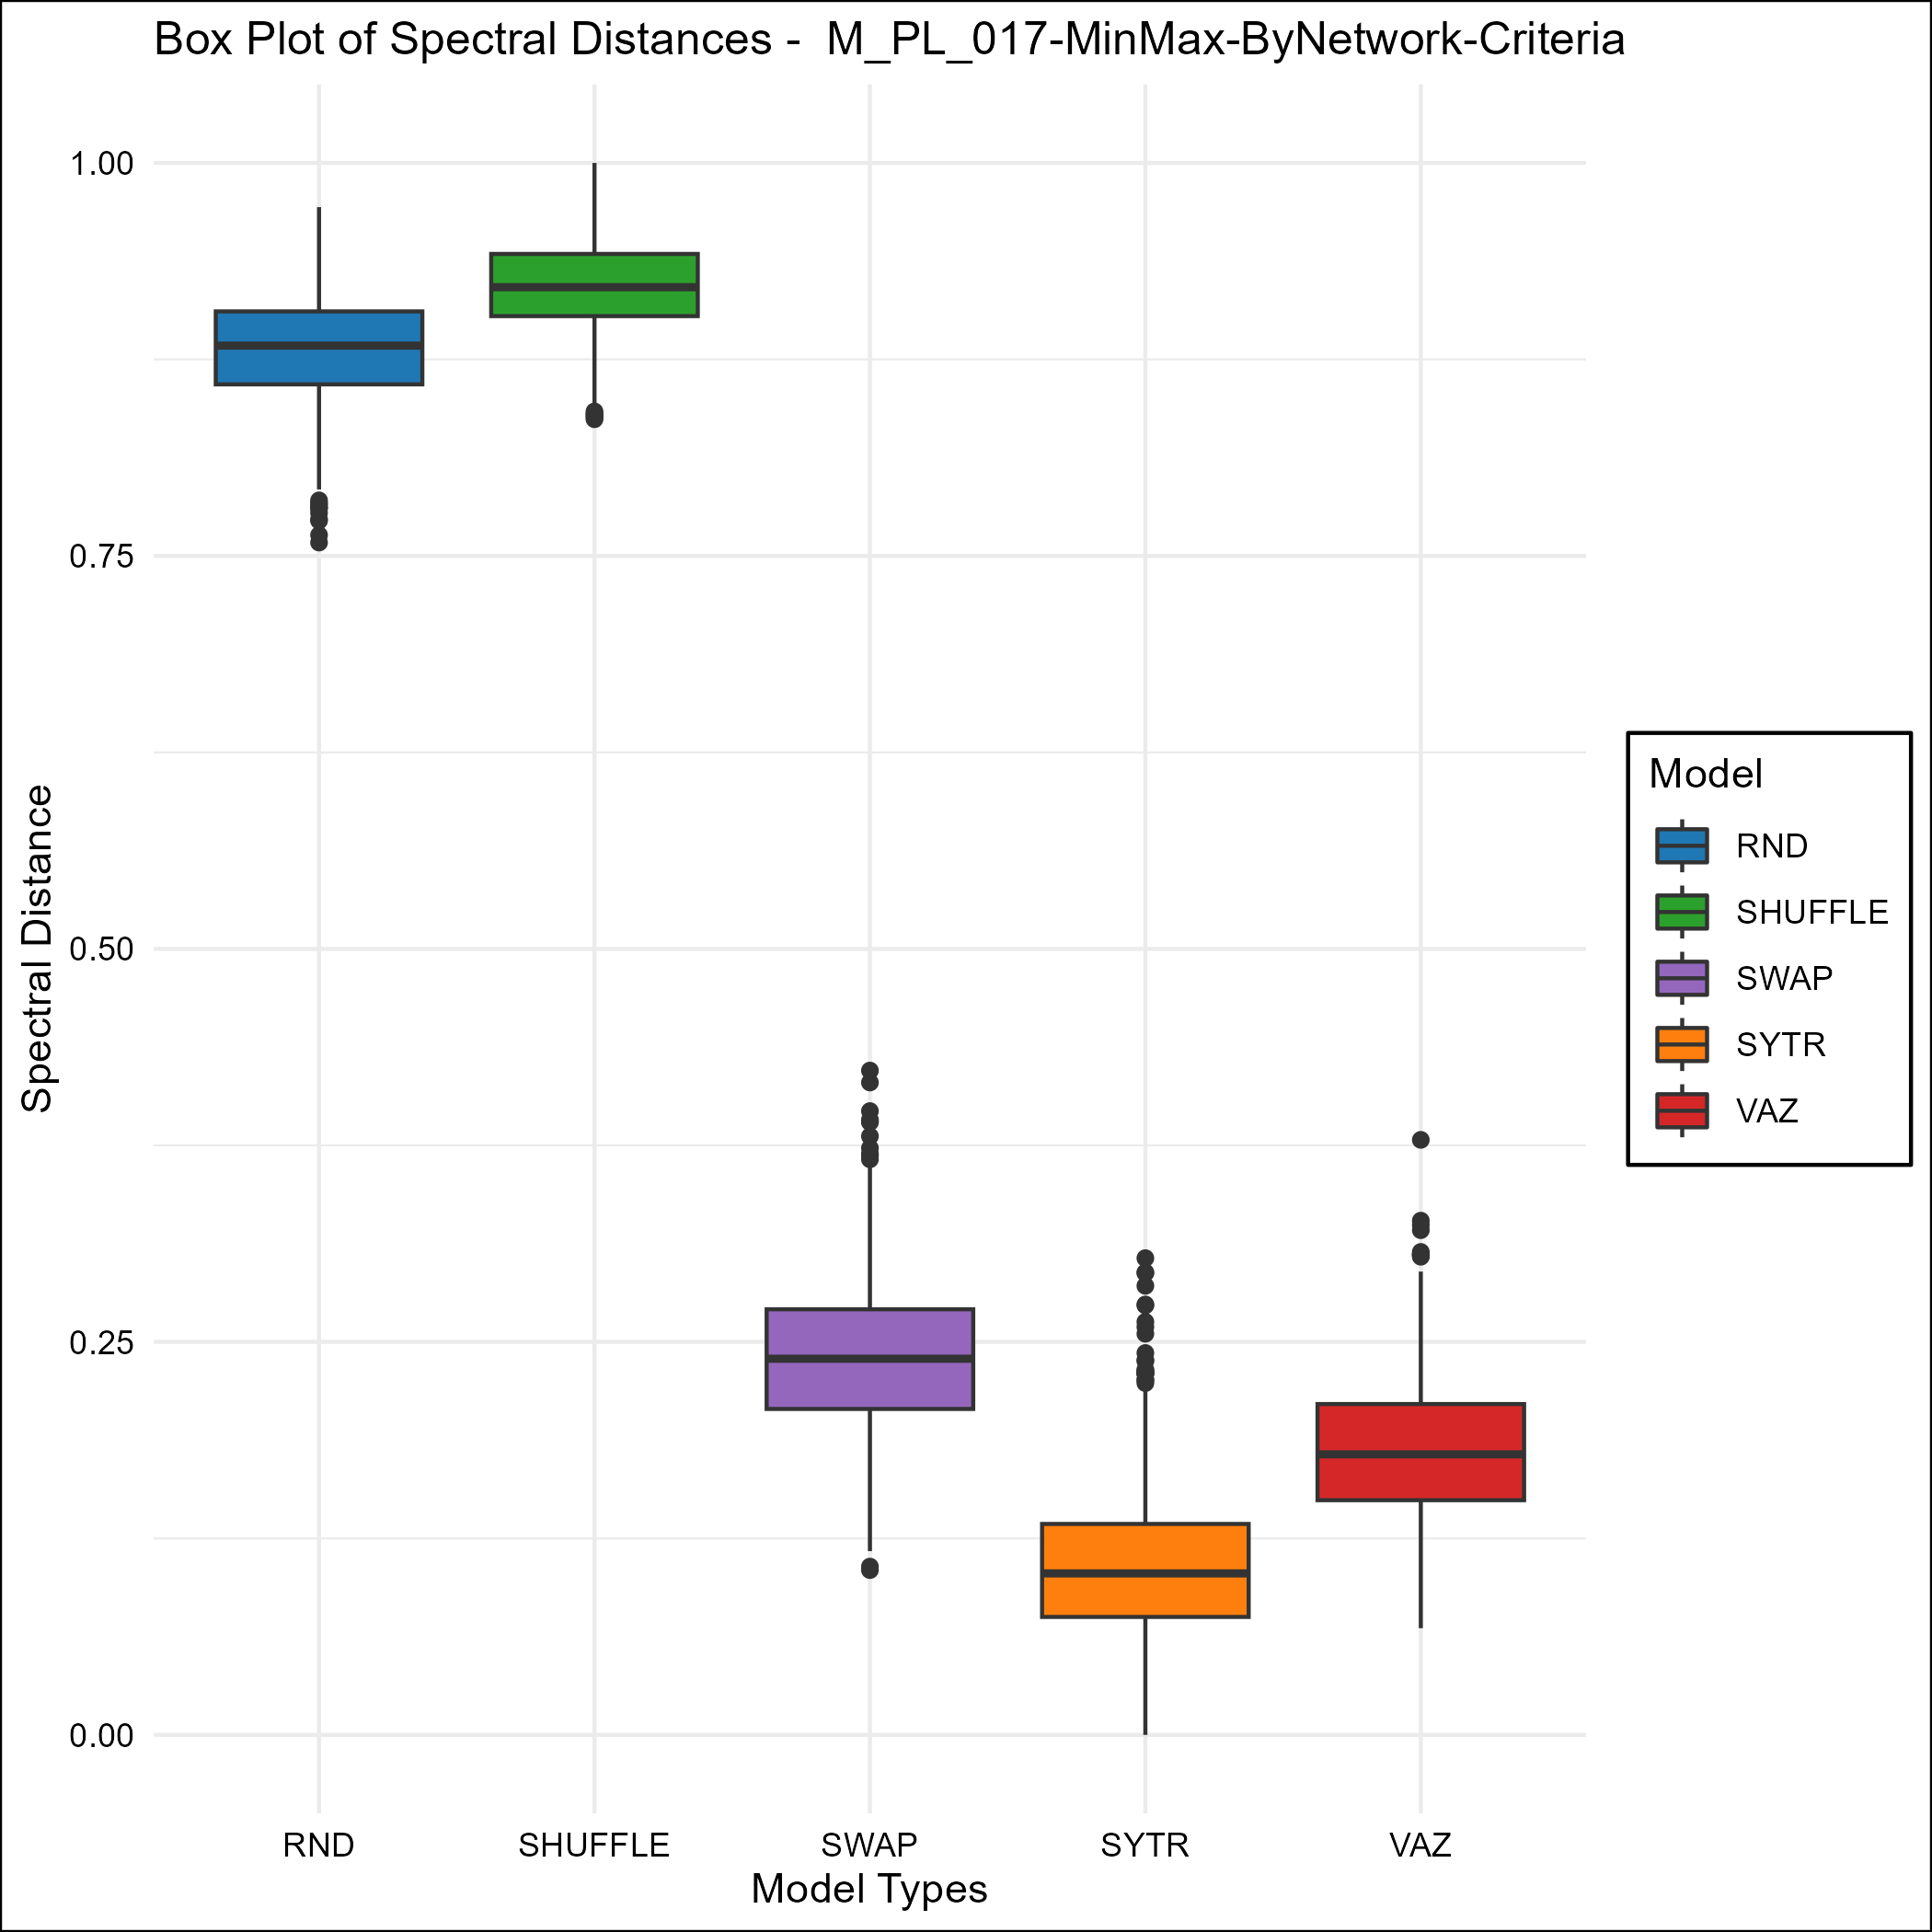 Box Plot of Spectral Distances -  M_PL_017-MinMax-ByNetwork-Criteria
1.00
0.75
0.50
0.25
0.00
Spectral Distance
RND
SHUFFLE
SWAP
SYTR
VAZ
Model Types
Model
RND
SHUFFLE
SWAP
SYTR
VAZ